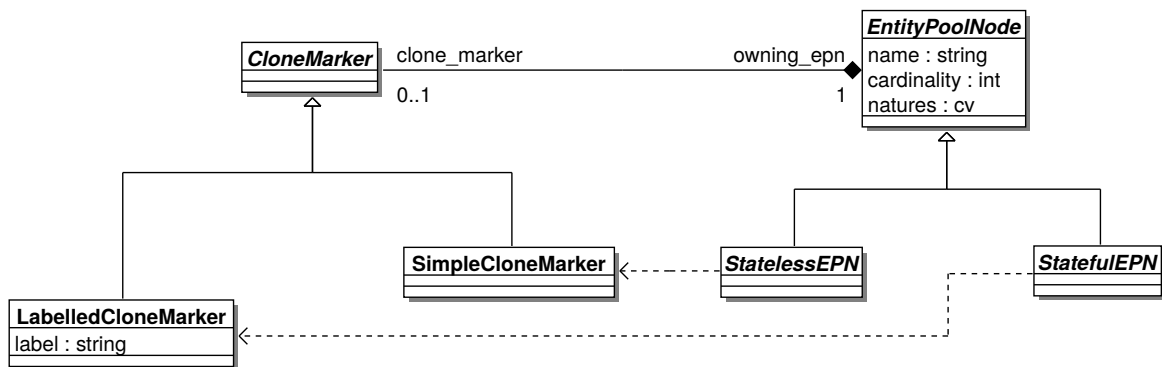 EntityPoolNode
name : string
cardinality : int
natures : cv
CloneMarker
clone_marker
owning_epn
0..1
1
SimpleCloneMarker
StatelessEPN
StatefulEPN
LabelledCloneMarker
label : string